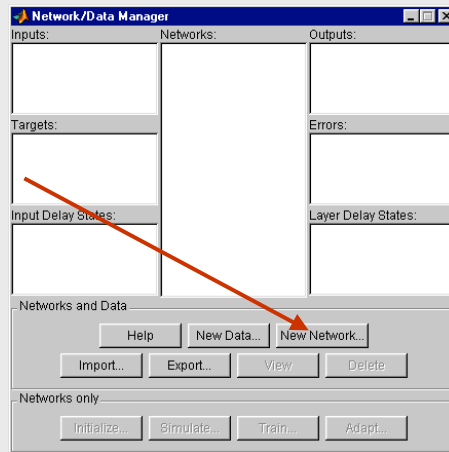 Network/Data Manager
Inputs: Networks: Outputs:
Targets: Errors:
Input Delay States: Layer Delay States:
Networks and Data
Help New Data... New Network...
Import... Export... View Delete
Networks only
Initialize... Simulate... Train... Adapt...